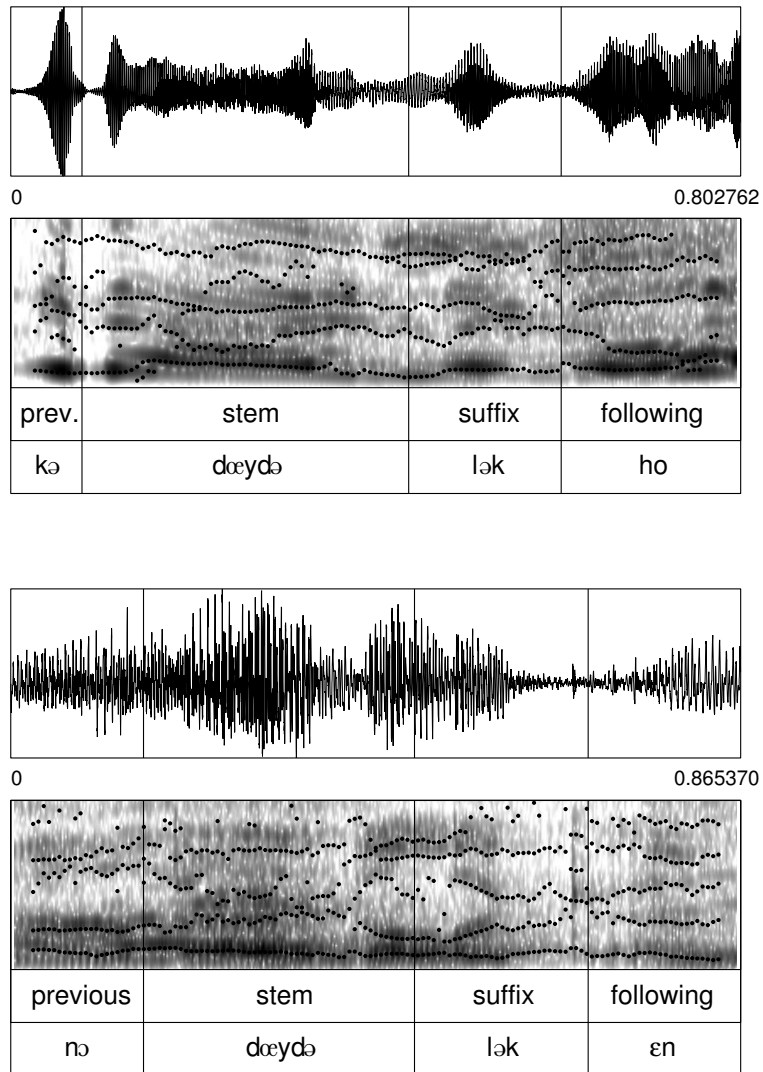 0 0.802762
prev. stem suffix following
kə dœydə lək ho
0 0.865370
previous stem suffix following
nɔ dœydə lək ɛn